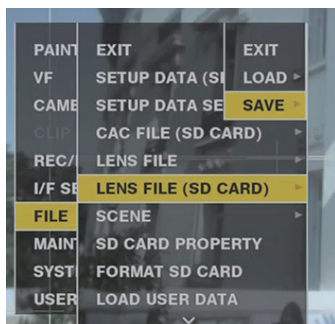 PAINT
VF
CAME
CLIP
REC/
I/F SE
FILE
MAIN
SYST
USER
EXIT
SETUP DATA (S
SETUP DATA SE
CAC FILE (SD CARD)
LENS FILE
LENS FILE (SD CARD)
SCENE
SD CARD PROPERTY
FORMAT SD CARD
LOAD USER DATA
EXIT
LOAD
SAVE